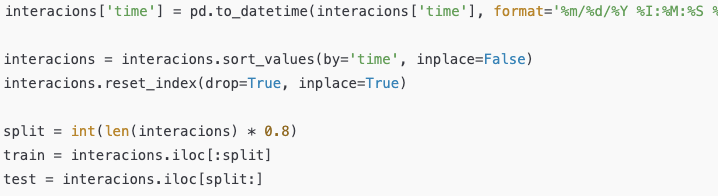 interacions['time'] = pd.to_datetime(interacions['time'], format='%m/%d/%Y %I:%M:%S %
interacions = interacions.sort_values(by='time', inplace=False)
interacions.reset_index(drop=True, inplace=True)
split = int(len(interacions) * 0.8)
train = interacions.iloc[:split]
test = interacions.iloc[split:]